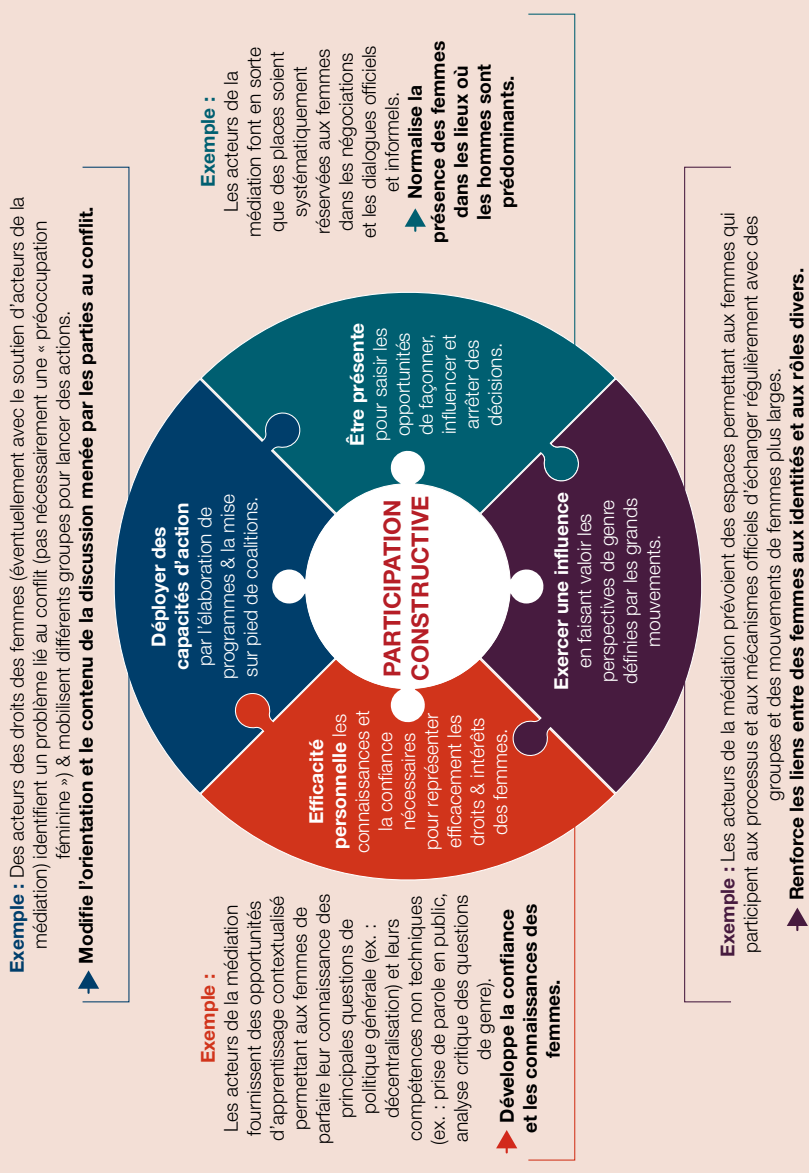 Exemple : Des acteurs des droits des femmes (éventuellement avec le soutien d’acteurs de la
médiation) identifient un problème lié au conflit (pas nécessairement une « préoccupation
féminine ») & mobilisent différents groupes pour lancer des actions.
Modifie l’orientation et le contenu de la discussion menée par les parties au conflit.
Exemple :
Les acteurs de la médiation
fournissent des opportunités
d’apprentissage contextualisé
permettant aux femmes de
parfaire leur connaissance des
principales questions de
politique générale (ex. :
décentralisation) et leurs
compétences non techniques
(ex. : prise de parole en public,
analyse critique des questions
de genre).
Développe la confiance
et les connaissances des
femmes.
Déployer des
capacités d’action
par l’élaboration de
programmes & la mise
sur pied de coalitions.
Efficacité
personnelle les
connaissances et
la confiance
nécessaires
pour représenter
efficacement les
droits & intérêts
des femmes.
PARTICIPATION
CONSTRUCTIVE
Être présente
pour saisir les
opportunités
de façonner,
influencer et
arrêter des
décisions.
Exercer une influence
en faisant valoir les
perspectives de genre
définies par les grands
mouvements.
Exemple :
Les acteurs de la
médiation font en sorte
que des places soient
systématiquement
réservées aux femmes
dans les négociations
et les dialogues officiels
et informels.
Normalise la
présence des femmes
dans les lieux où
les hommes sont
prédominants.
Exemple : Les acteurs de la médiation prévoient des espaces permettant aux femmes qui
participent aux processus et aux mécanismes officiels d’échanger régulièrement avec des
groupes et des mouvements de femmes plus larges.
Renforce les liens entre des femmes aux identités et aux rôles divers.